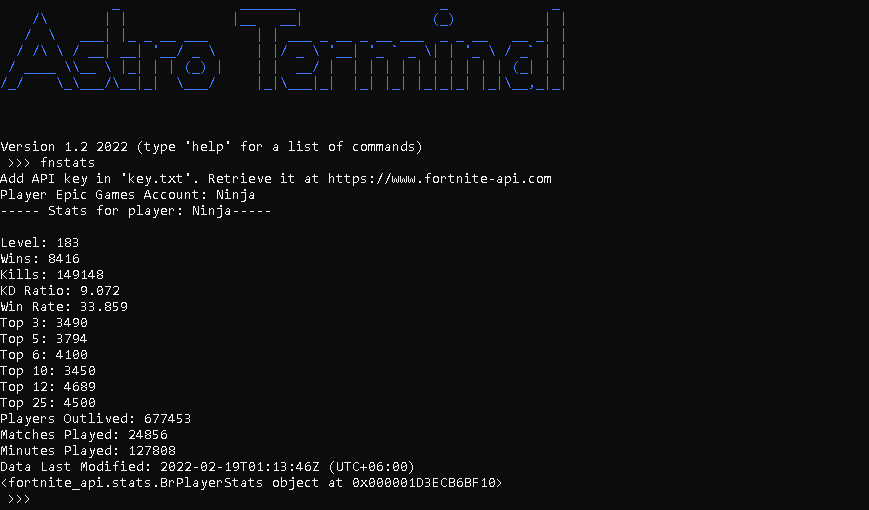 Astro Terminal
Version 1.2 2022 (type 'help' for a list of commands)
>>> fnstats
Add API key in 'key.txt'. Retrieve it at https://www.fortnite-api.com
Player Epic Games Account: Ninja
----- Stats for player: Ninja-----
Level: 183
Wins: 8416
Kills: 149148
KD Ratio: 9.072
Win Rate: 33.859
Top 3: 3490
Top 5: 3794
Top 6: 4100
Top 10: 3450
Top 12: 4689
Top 25: 4500
Players Outlived: 677453
Matches Played: 24856
Minutes Played: 127808
Data Last Modified: 2022-02-19T01:13:46Z (UTC+06:00)
<fortnite_api.stats.BrPlayerStats object at 0x000001D3ECB6BF10>
>>>